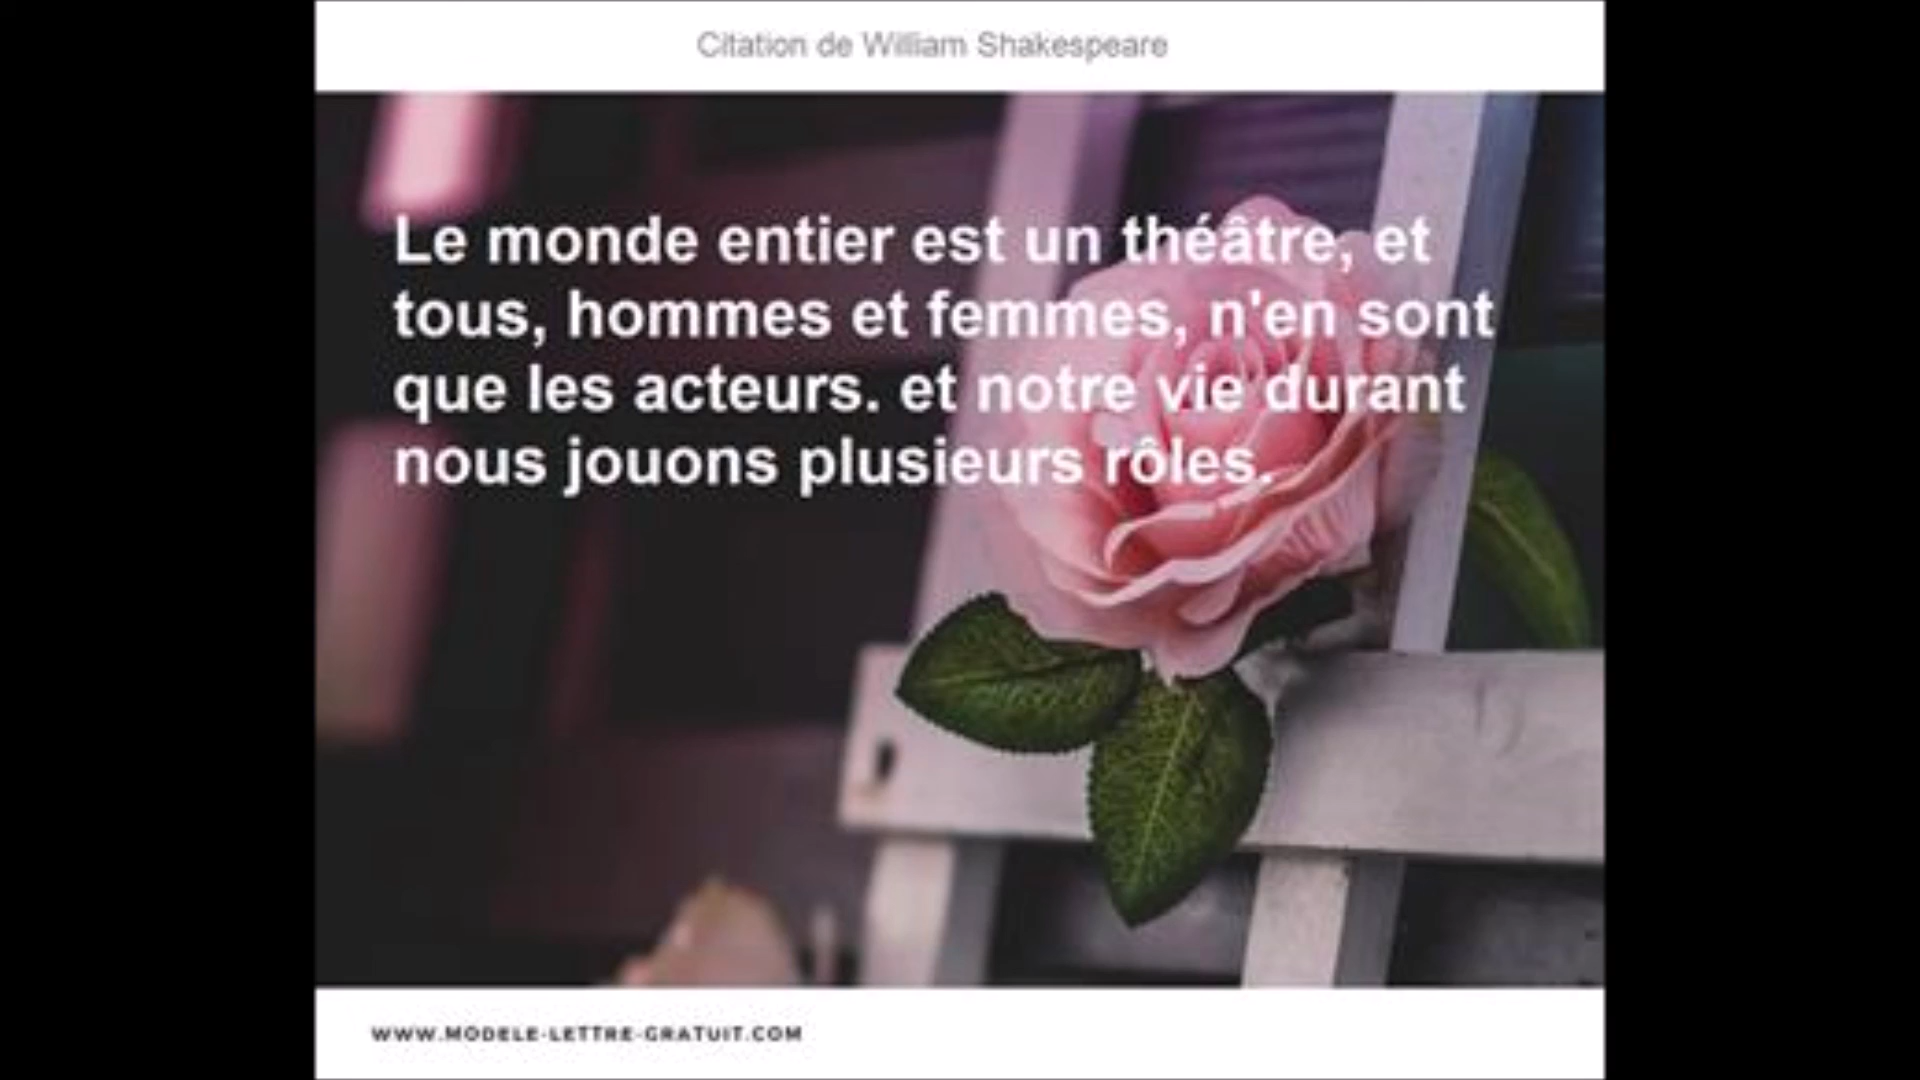 Citation de William Shakespeare
Le monde entier est un théâtre, et
tous, hommes et femmes, n'en sont
que les acteurs. et notre vie durant
nous jouons plusieurs rôles.
WWW.MODELE-LETTRE-GRATUIT.COM